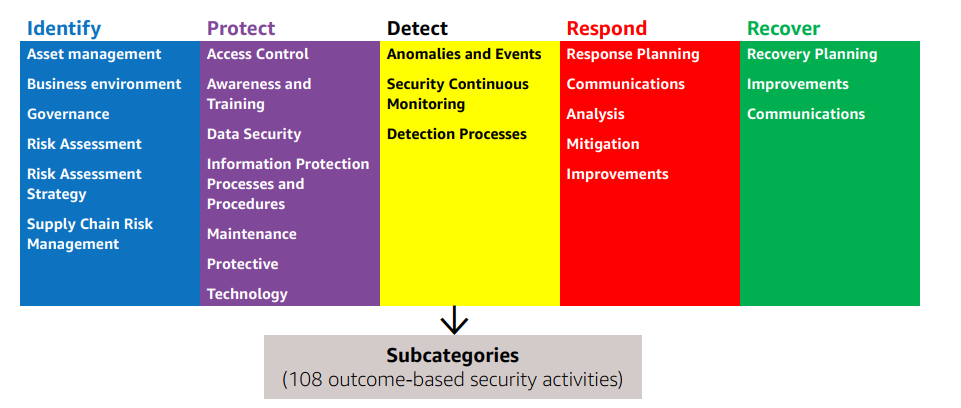 Identify
Asset management
Business environment
Governance
Risk Assessment
Risk Assessment
Strategy
Supply Chain Risk
Management
Protect
Access Control
Awareness and
Training
Data Security
Information Protection
Processes and
Procedures
Maintenance
Protective
Technology
Detect
Anomalies and Events
Security Continuous
Monitoring
Detection Processes
Respond
Response Planning
Communications
Analysis
Mitigation
Improvements
Recover
Recovery Planning
Improvements
Communications
Subcategories
(108 outcome-based security activities)